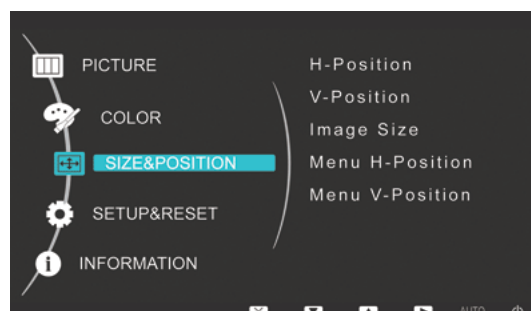 PICTURE
COLOR
SIZE&POSITION
SETUP&RESET
INFORMATION
H-Position
V-Position
Image Size
Menu H-Position
Menu V-Position
AUTO